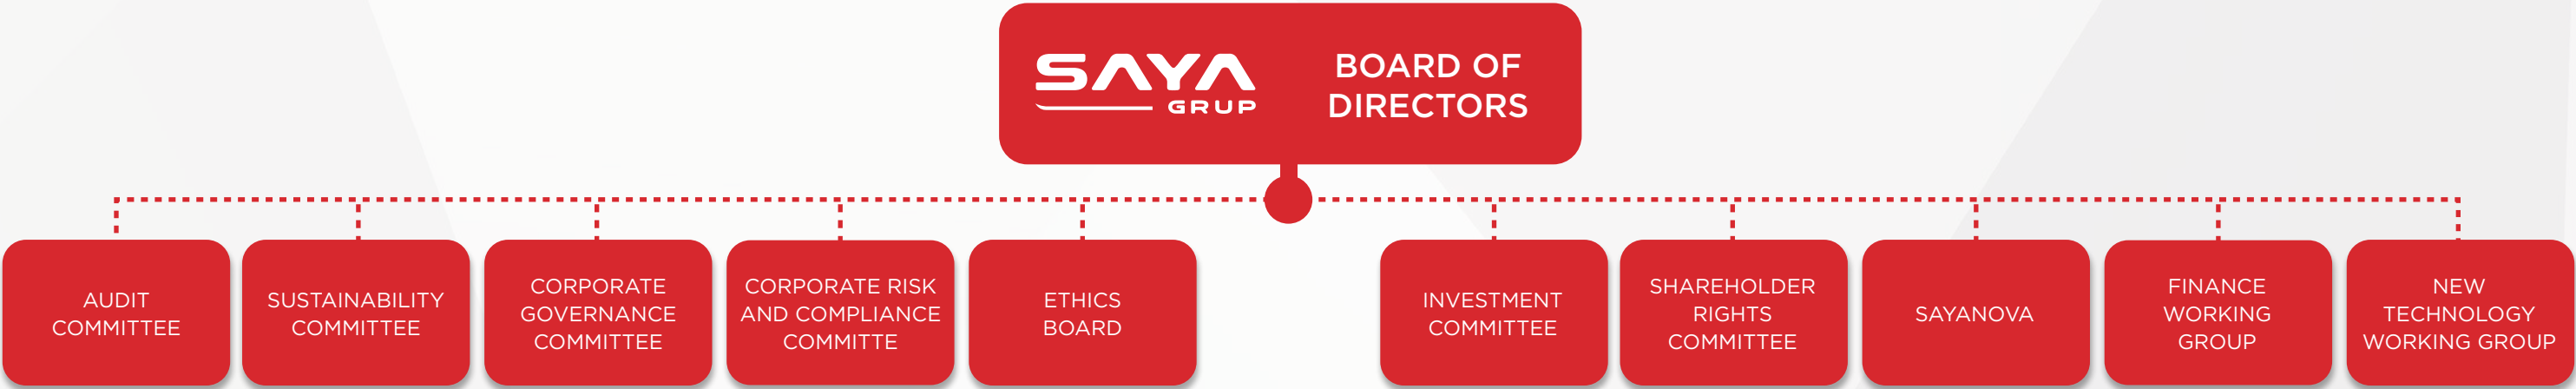 SAYA
GRUP
BOARD OF
DIRECTORS
AUDIT
COMMITTEE
SUSTAINABILITY
COMMITTEE
CORPORATE
GOVERNANCE
COMMITTEE
CORPORATE RISK
AND COMPLIANCE
COMMITTE
ETHICS
BOARD
INVESTMENT
COMMITTEE
SHAREHOLDER
RIGHTS
COMMITTEE
SAYANOVA
FINANCE
WORKING
GROUP
NEW
TECHNOLOGY
WORKING GROUP